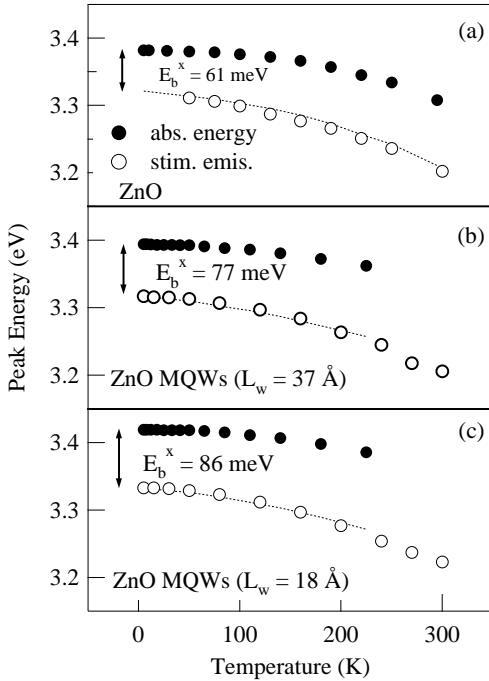 (a)
3.4
E_b^x = 61 meV
3.3
abs. energy
stim. emis.
3.2
ZnO
Peak Energy (eV)
(b)
3.4
E_b^x = 77 meV
3.3
3.2
ZnO MQWs (L_w = 37 Å)
(c)
3.4
E_b^x = 86 meV
3.3
3.2
ZnO MQWs (L_w = 18 Å)
0 100 200 300
Temperature (K)